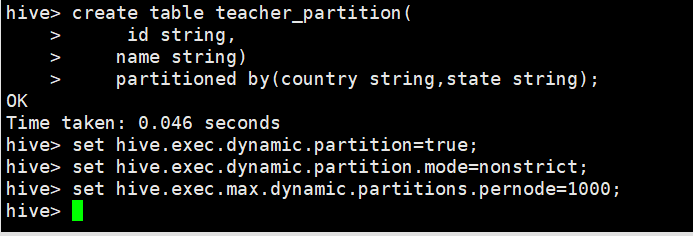 hive> create table teacher_partition(
    >      id string,
    >     name string)
    >     partitioned by(country string,state string);
OK
Time taken: 0.046 seconds
hive> set hive.exec.dynamic.partition=true;
hive> set hive.exec.dynamic.partition.mode=nonstrict;
hive> set hive.exec.max.dynamic.partitions.pernode=1000;
hive>